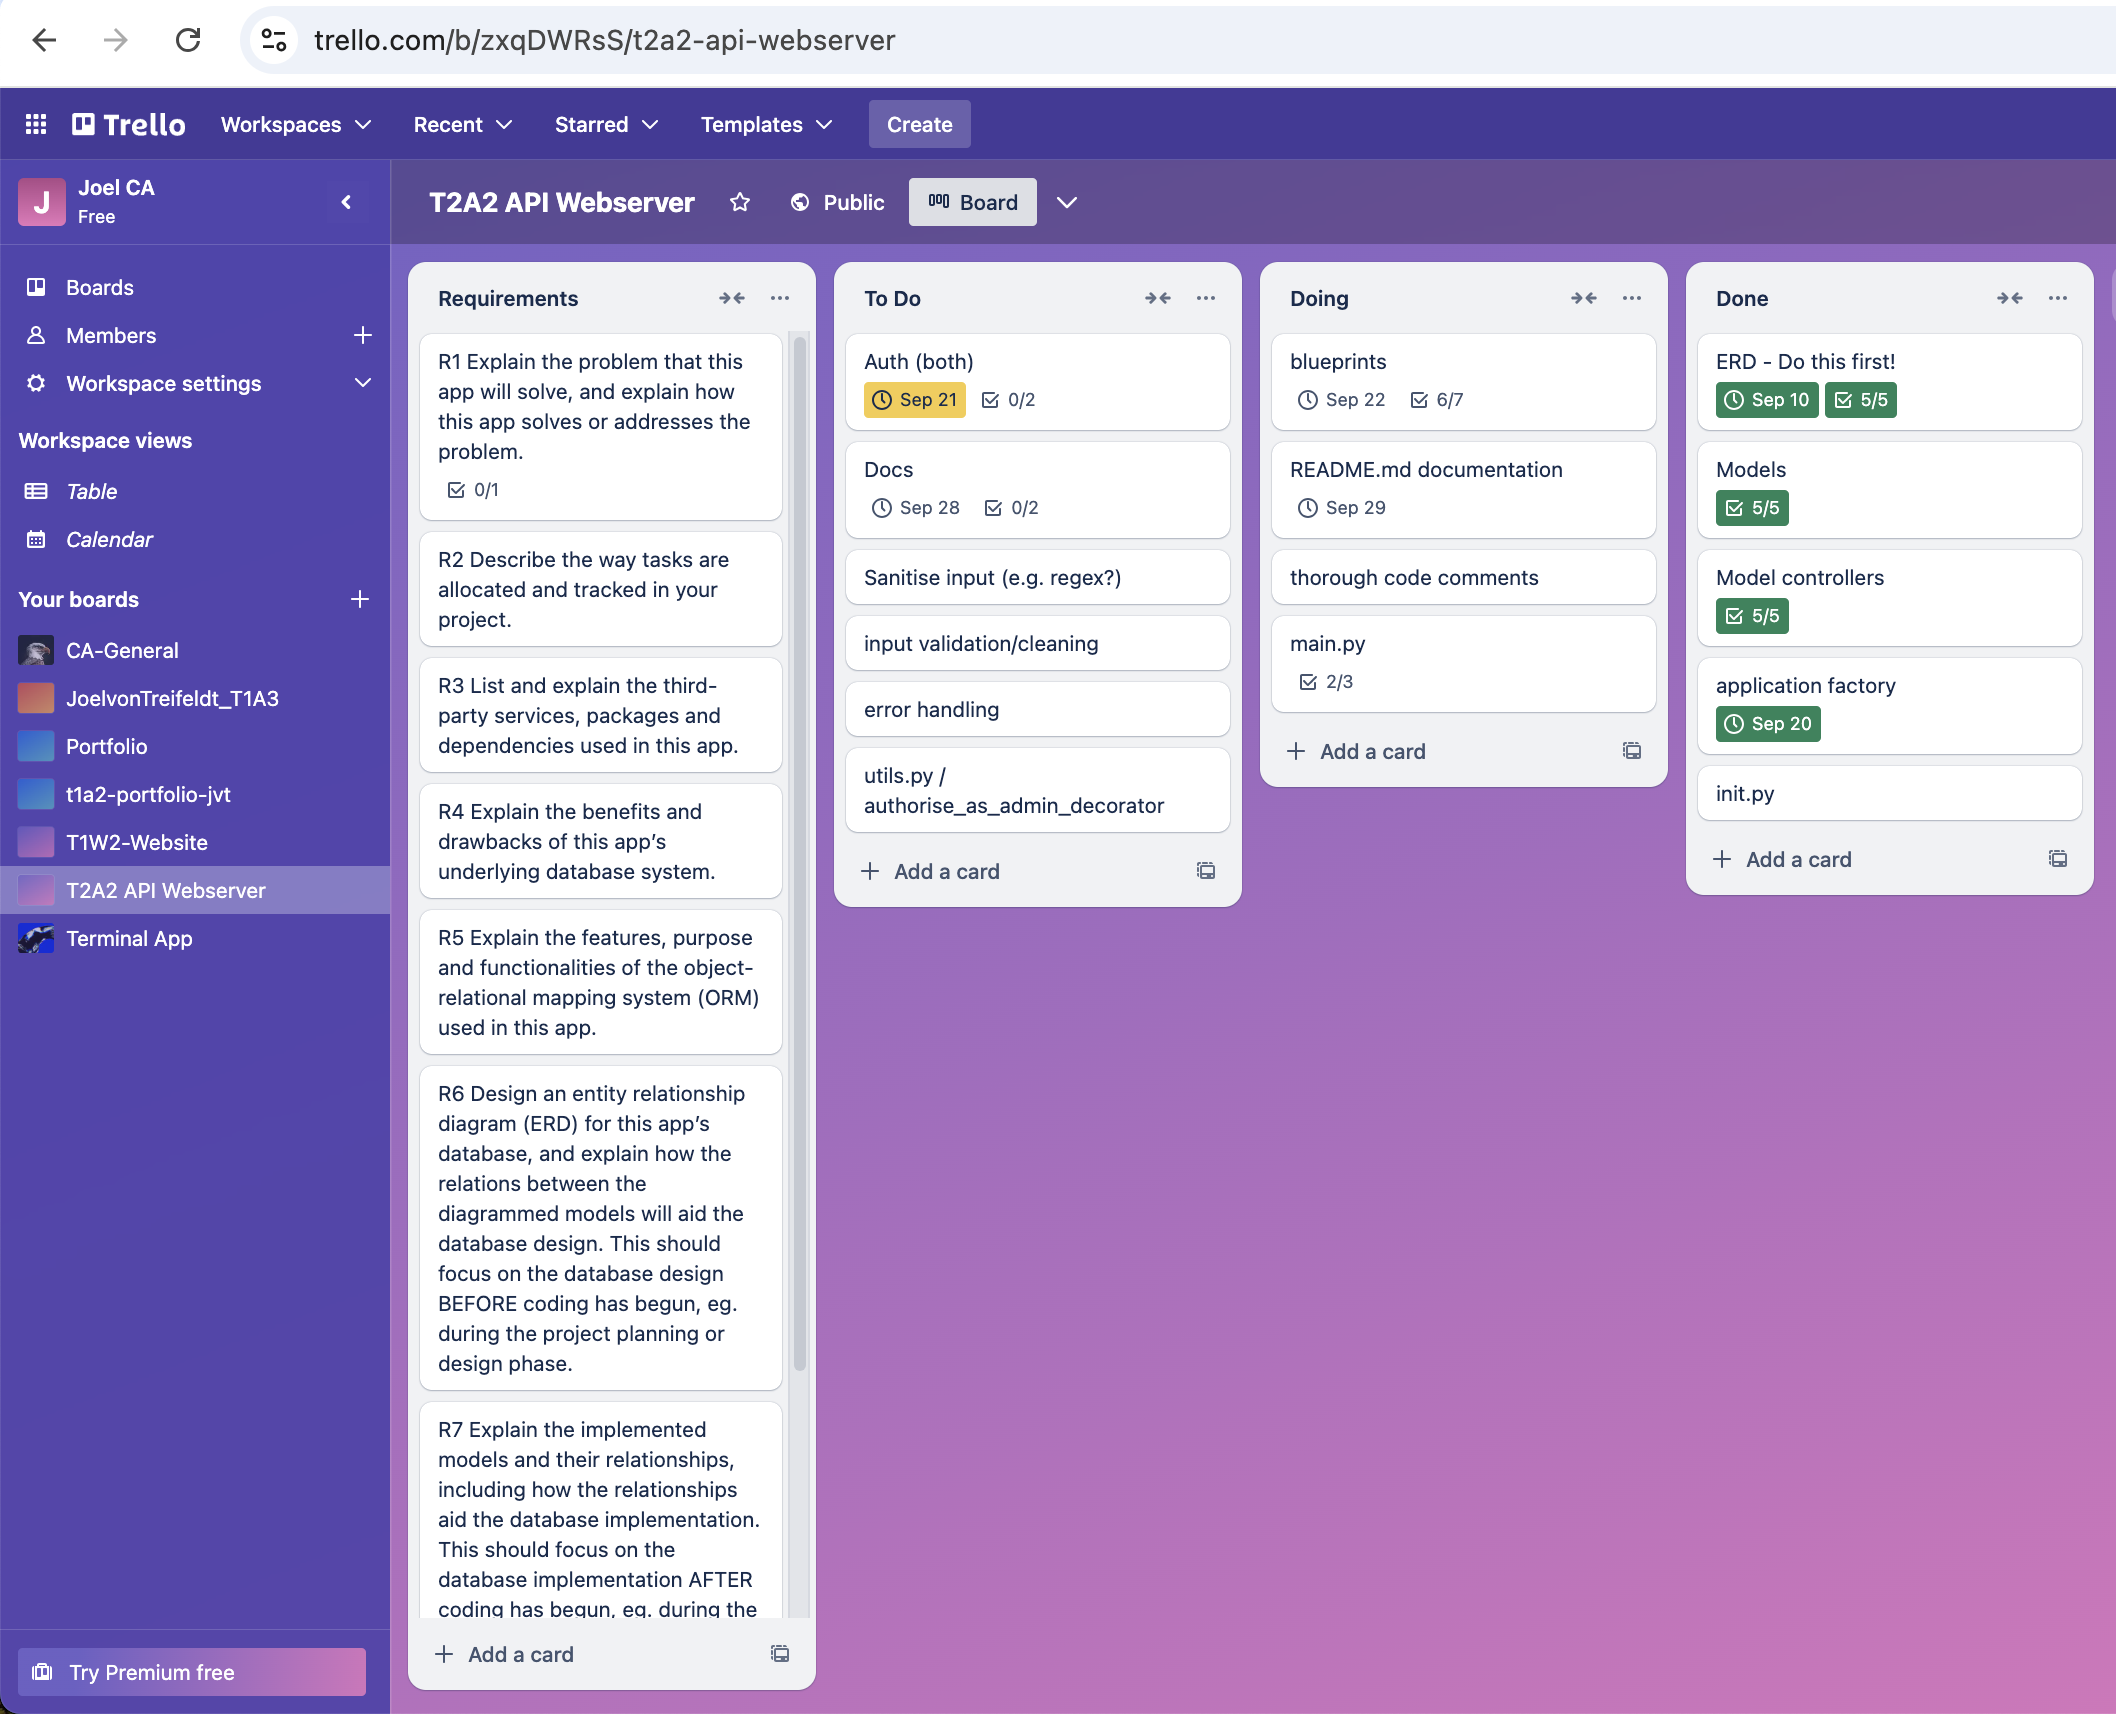 trello.com/b/zxqDWRsS/t2a2-api-webserver
Trello
Workspaces
Recent
Starred
Templates
Create
J
Joel CA
Free
Boards
Members
Workspace settings
Workspace views
Table
Calendar
Your boards
CA-General
JoelvonTreifeldt_T1A3
Portfolio
t1a2-portfolio-jvt
T1W2-Website
T2A2 API Webserver
Terminal App
Try Premium free
T2A2 API Webserver
Public
Board
Requirements
R1 Explain the problem that this
app will solve, and explain how
this app solves or addresses the
problem.
0/1
R2 Describe the way tasks are
allocated and tracked in your
project.
R3 List and explain the third-
party services, packages and
dependencies used in this app.
R4 Explain the benefits and
drawbacks of this app’s
underlying database system.
R5 Explain the features, purpose
and functionalities of the object-
relational mapping system (ORM)
used in this app.
R6 Design an entity relationship
diagram (ERD) for this app’s
database, and explain how the
relations between the
diagrammed models will aid the
database design. This should
focus on the database design
BEFORE coding has begun, eg.
during the project planning or
design phase.
R7 Explain the implemented
models and their relationships,
including how the relationships
aid the database implementation.
This should focus on the
database implementation AFTER
coding has begun, eg. during the
Add a card
To Do
Auth (both)
Sep 21 0/2
Docs
Sep 28 0/2
Sanitise input (e.g. regex?)
input validation/cleaning
error handling
utils.py /
authorise_as_admin_decorator
Add a card
Doing
blueprints
Sep 22 6/7
README.md documentation
Sep 29
thorough code comments
main.py
2/3
Add a card
Done
ERD - Do this first!
Sep 10 5/5
Models
5/5
Model controllers
5/5
application factory
Sep 20
init.py
Add a card